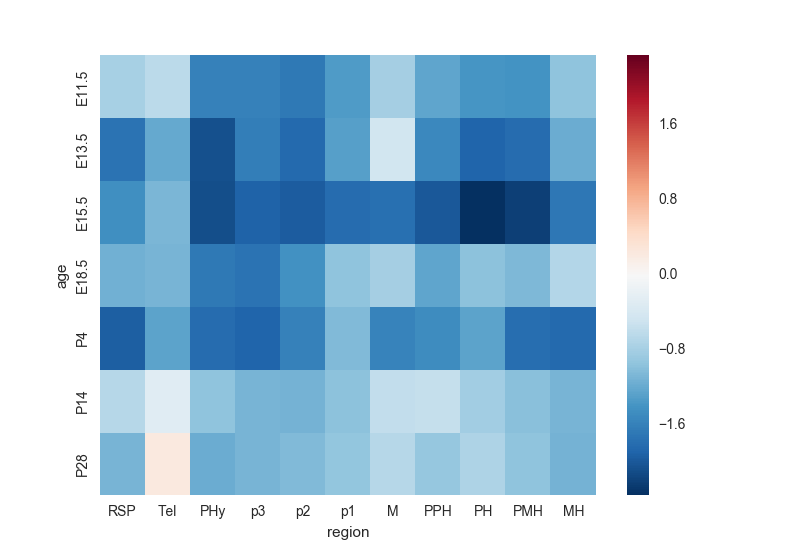 E11.5
E13.5
E15.5
E18.5
P4
P14
P28
age
RSP Tel PHy p3 p2 p1 M PPH PH PMH MH
region
1.6
0.8
0.0
−0.8
−1.6